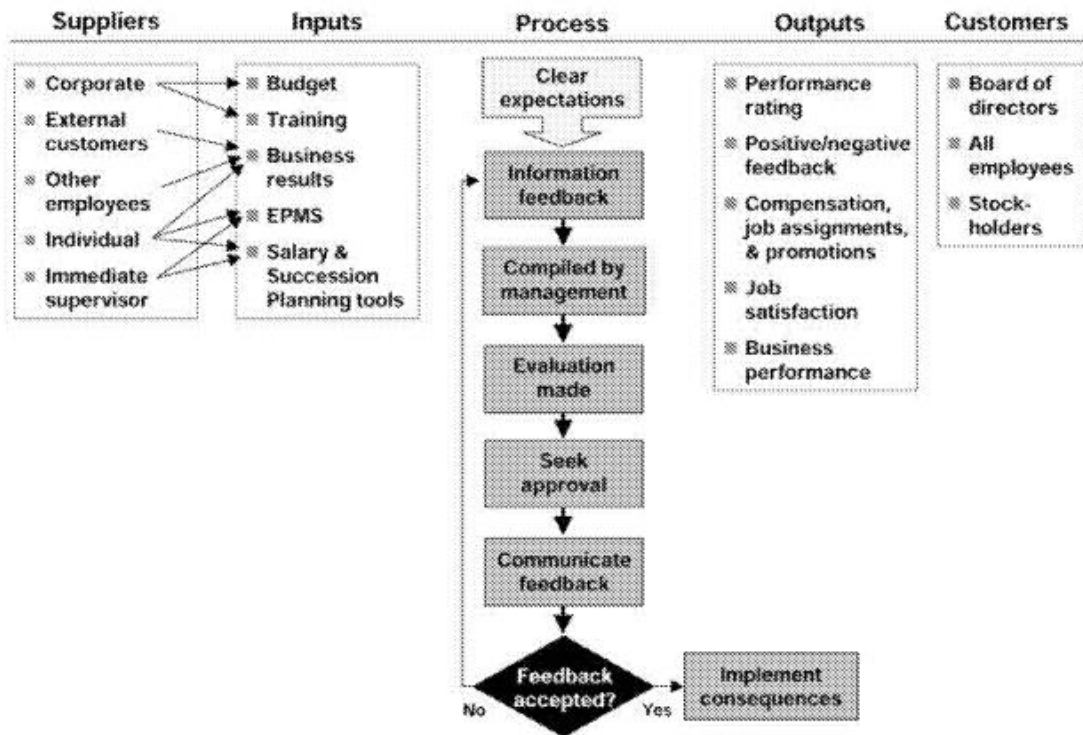 Suppliers
Inputs
Process
Outputs
Customers
Corporate
External
customers
Other
employees
Individual
Immediate
supervisor
Budget
Training
Business
results
EPMS
Salary &
Succession
Planning tools
Clear
expectations
Information
feedback
Compiled by
management
Evaluation
made
Seek
approval
Communicate
feedback
Feedback
accepted?
No
Yes
Implement
consequences
Performance
rating
Positive/negative
feedback
Compensation,
job assignments,
& promotions
Job
satisfaction
Business
performance
Board of
directors
All
employees
Stock-
holders